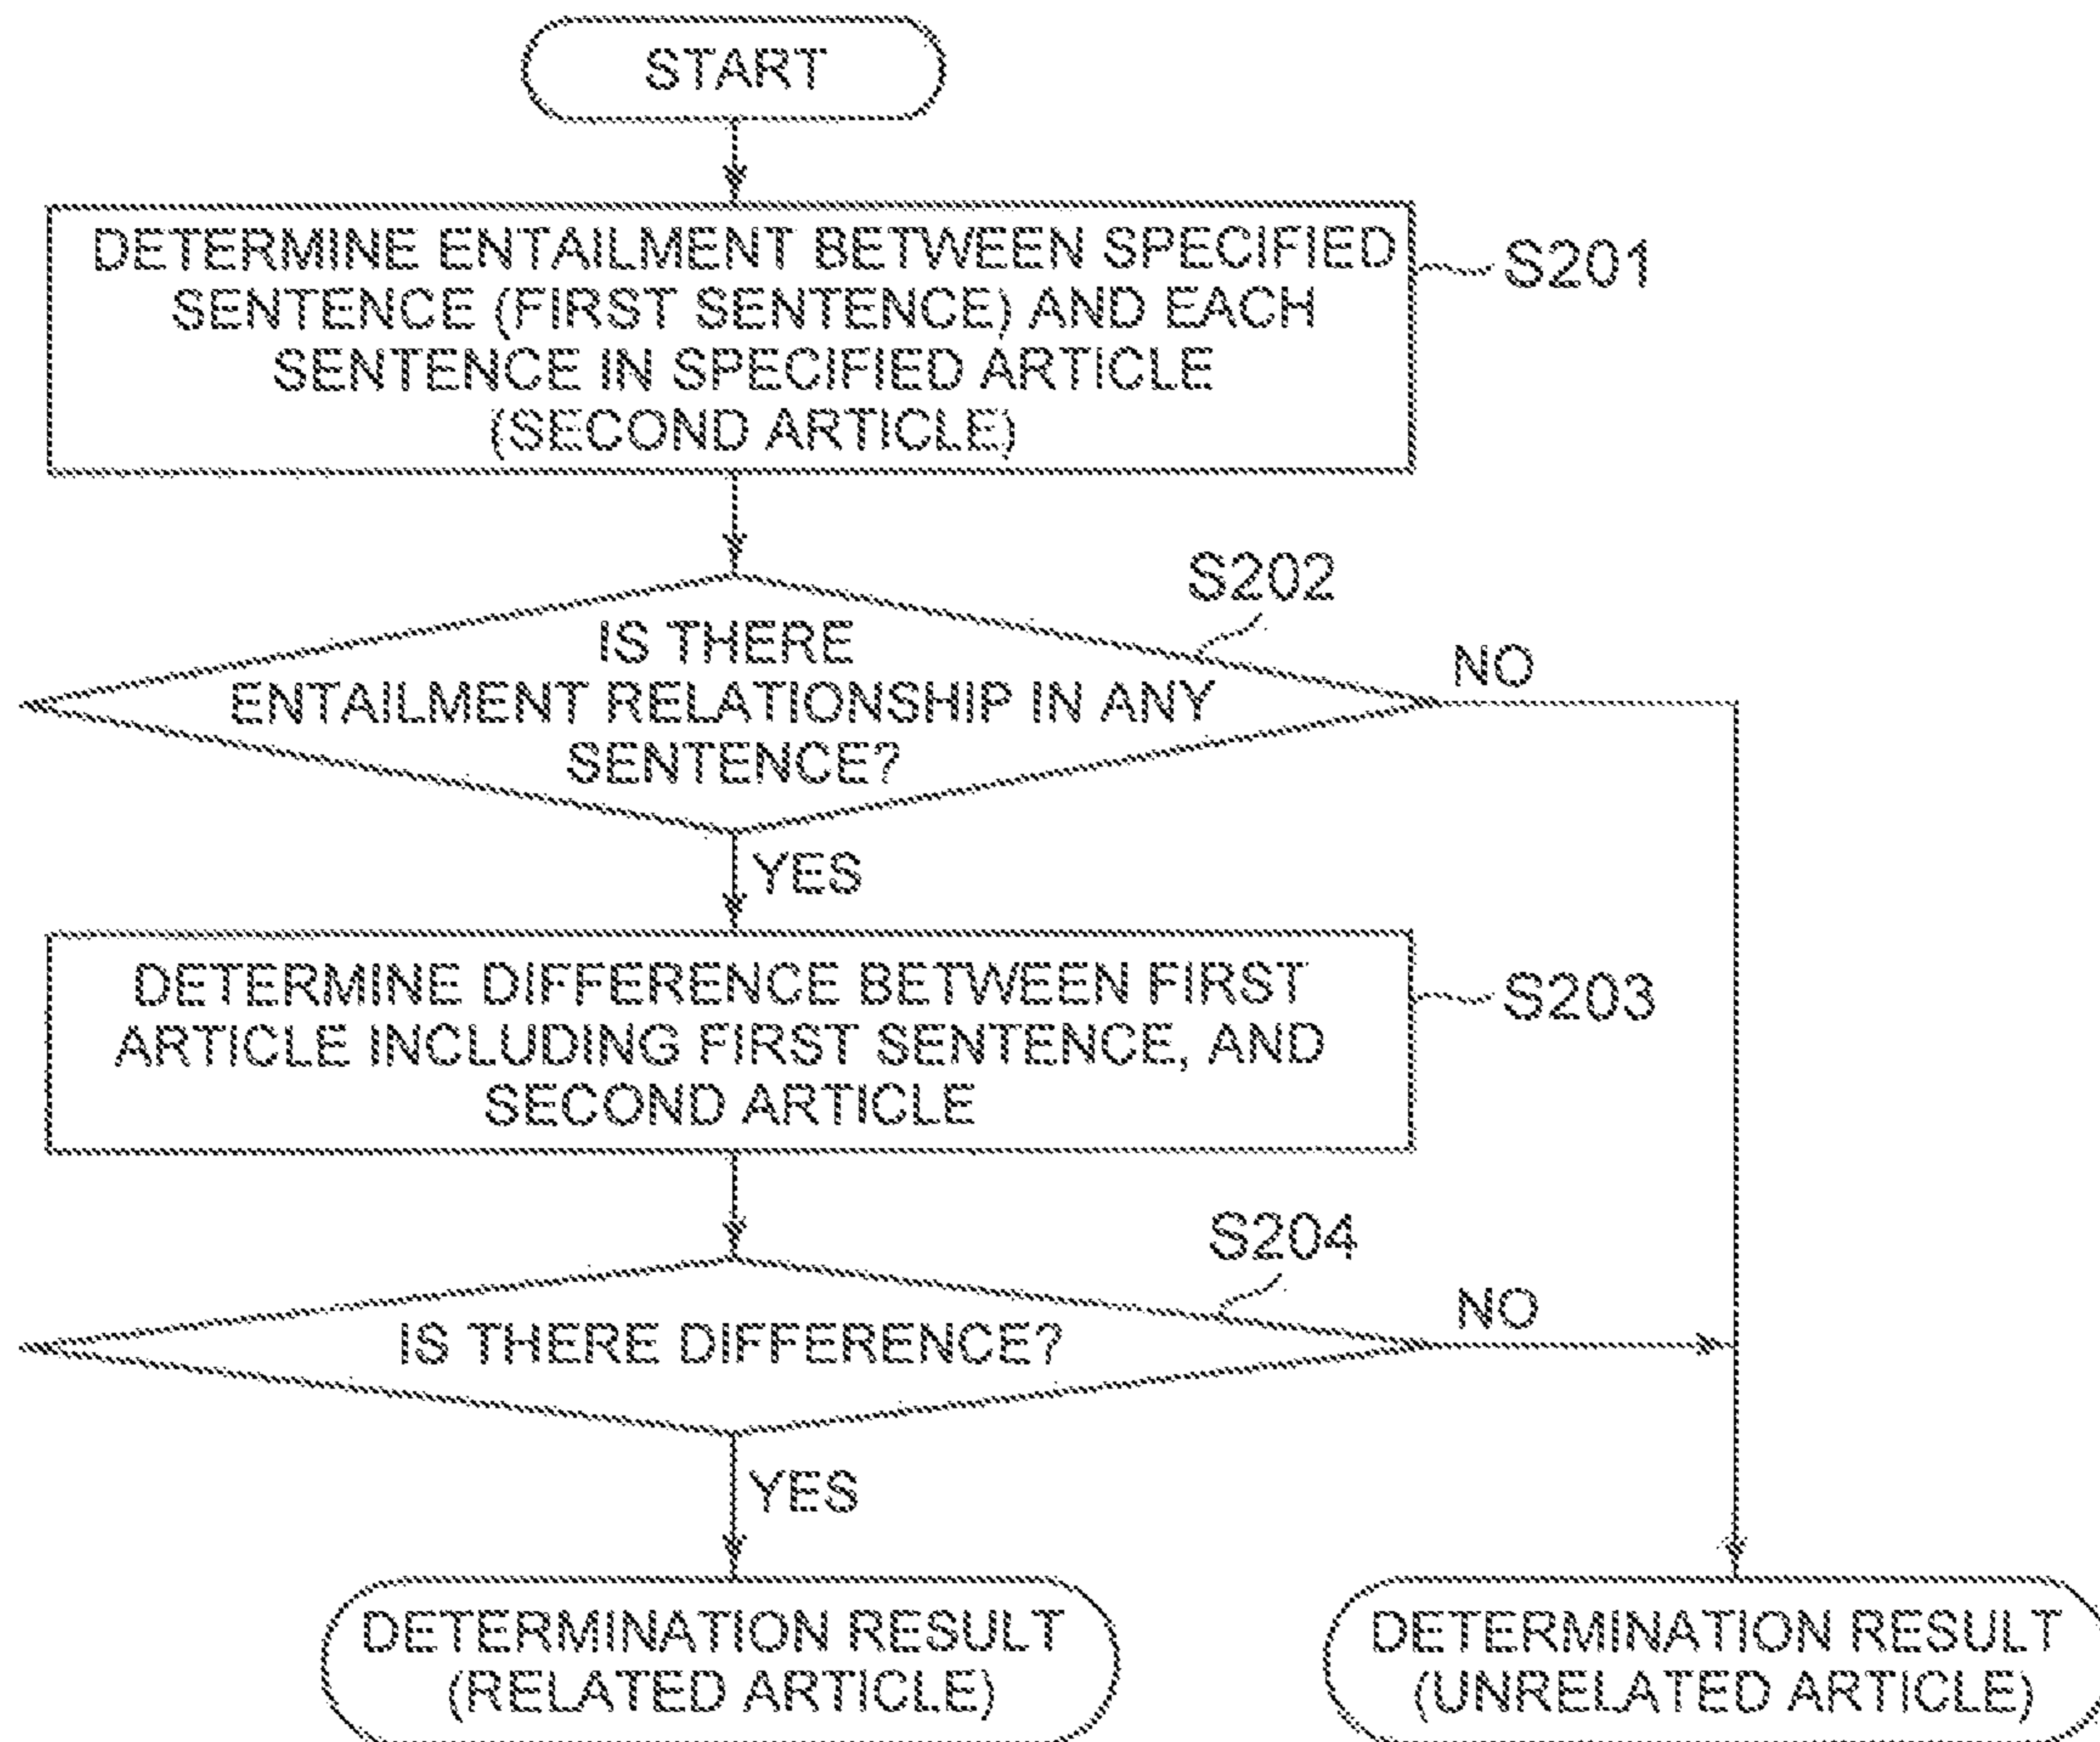 START
DETERMINE ENTAILMENT BETWEEN SPECIFIED
SENTENCE (FIRST SENTENCE) AND EACH
SENTENCE IN SPECIFIED ARTICLE
(SECOND ARTICLE)
S201
S202
IS THERE
ENTAILMENT RELATIONSHIP IN ANY
SENTENCE?
NO
YES
DETERMINE DIFFERENCE BETWEEN FIRST
ARTICLE INCLUDING FIRST SENTENCE, AND
SECOND ARTICLE
S203
S204
IS THERE DIFFERENCE?
NO
YES
DETERMINATION RESULT
(RELATED ARTICLE)
DETERMINATION RESULT
(UNRELATED ARTICLE)